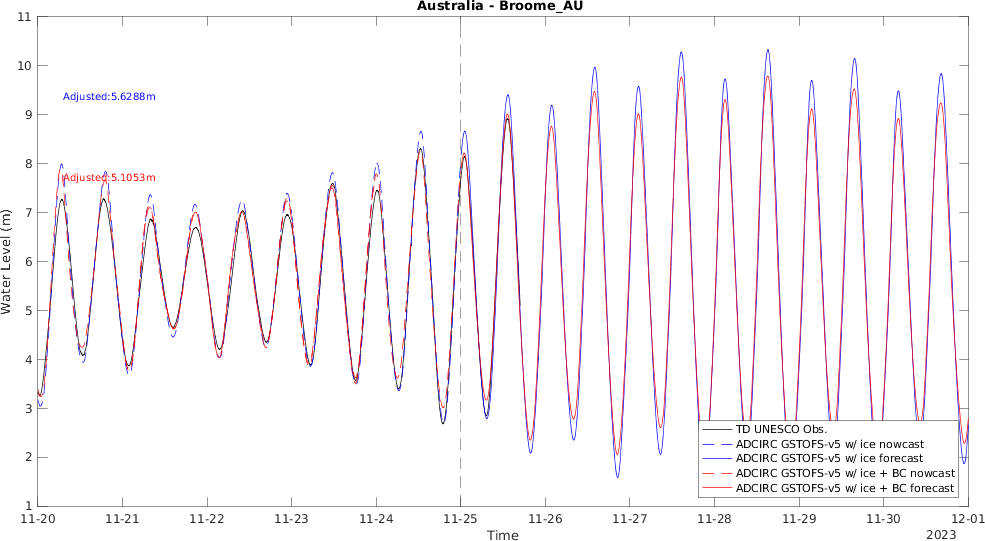 Australia - Broome_AU
11
10
9
8
7
6
5
4
3
2
1
Water Level (m)
Adjusted:5.6288m
Adjusted:5.1053m
TD UNESCO Obs.
ADCIRC GSTOFS-v5 w/ ice nowcast
ADCIRC GSTOFS-v5 w/ ice forecast
ADCIRC GSTOFS-v5 w/ ice + BC nowcast
ADCIRC GSTOFS-v5 w/ ice + BC forecast
11-20 11-21 11-22 11-23 11-24 11-25 11-26 11-27 11-28 11-29 11-30 12-01
Time
2023